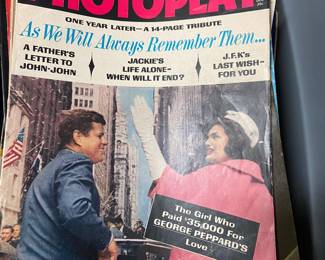 PHOTOPLAY
ONE YEAR LATER—A 14-PAGE TRIBUTE
As We Will Always Remember Them...
A FATHER'S
LETTER TO
JOHN-JOHN
JACKIE'S
LIFE ALONE—
WHEN WILL IT END?
J.F.K's
LAST WISH—
FOR YOU
The Girl Who
Paid $35,000 For
GEORGE PEPPARD'S
Love